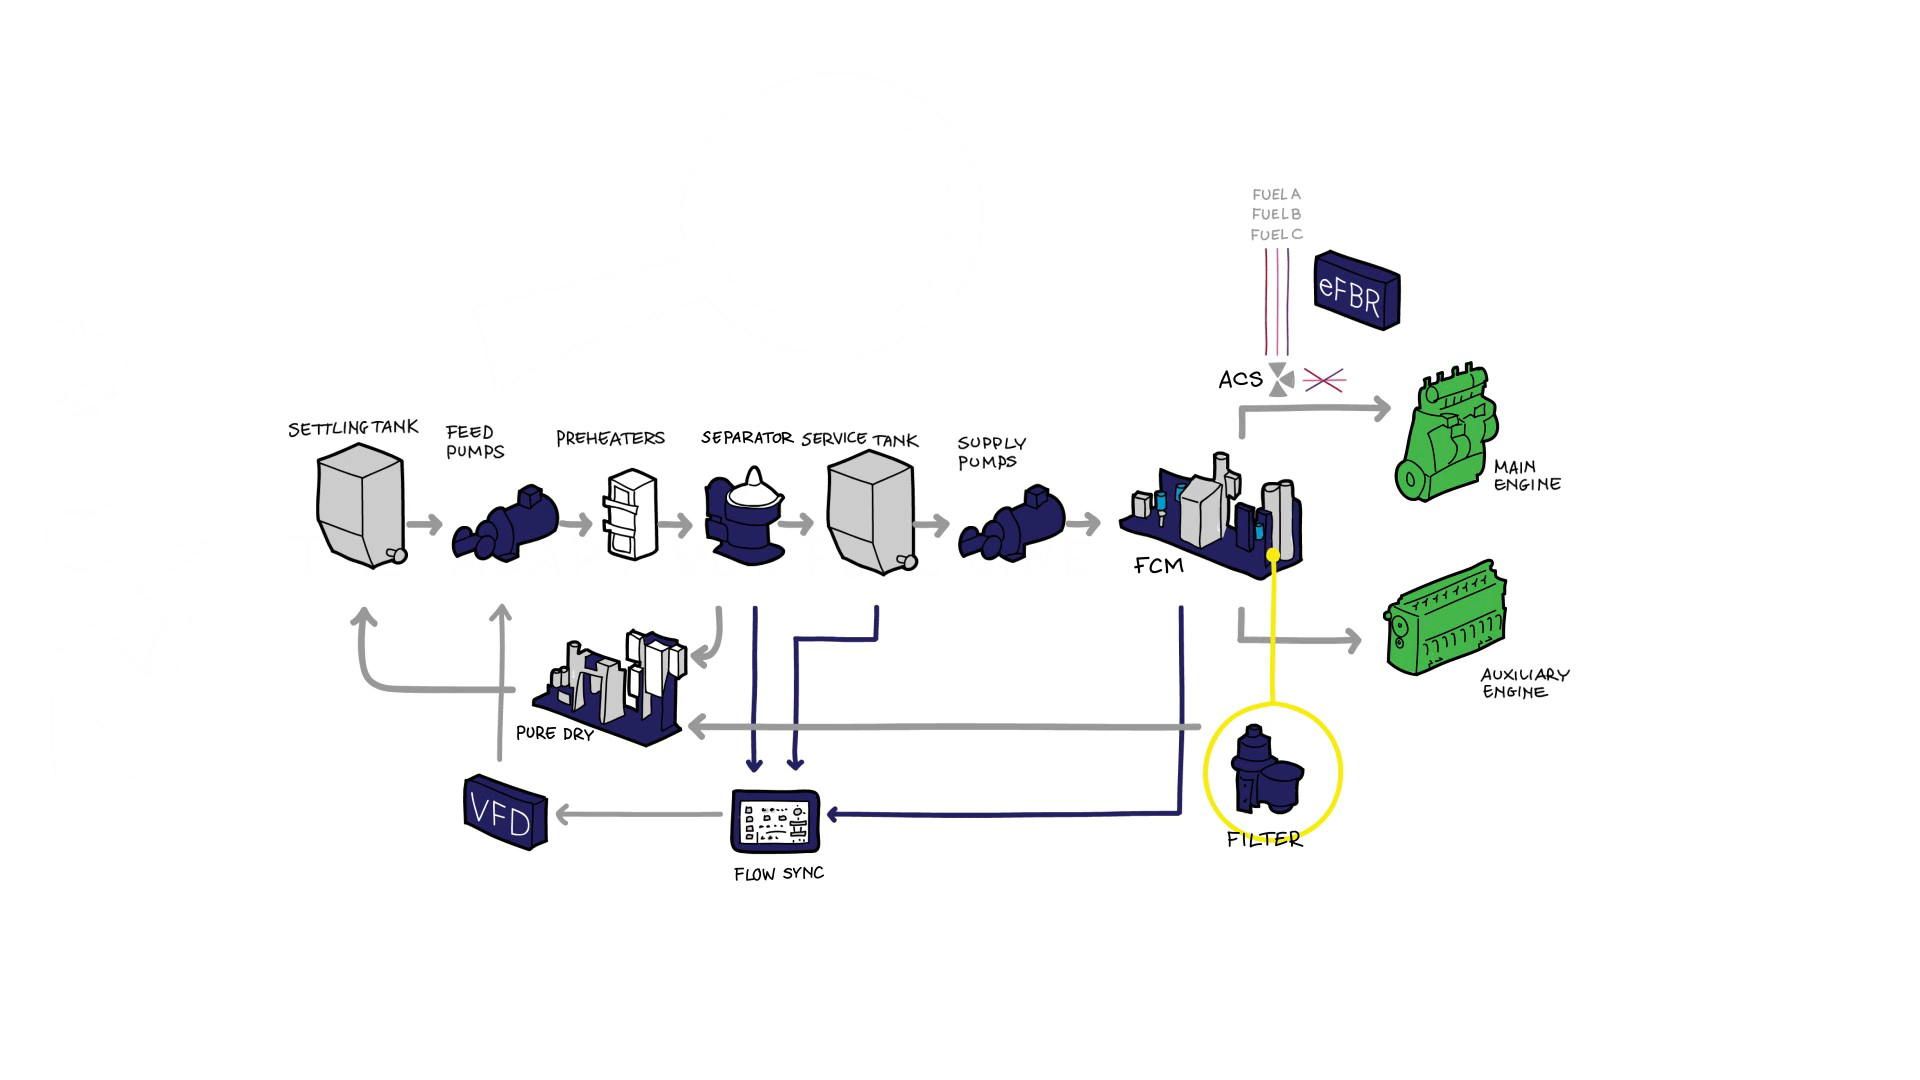 FUEL A
FUEL B
FUEL C
eFBR
ACS
SETTLING TANK
FEED
PUMPS
PREHEATERS
SEPARATOR
SERVICE TANK
SUPPLY
PUMPS
MAIN
ENGINE
FCM
AUXILIARY
ENGINE
PURE DRY
VFD
FILTER
FLOW SYNC